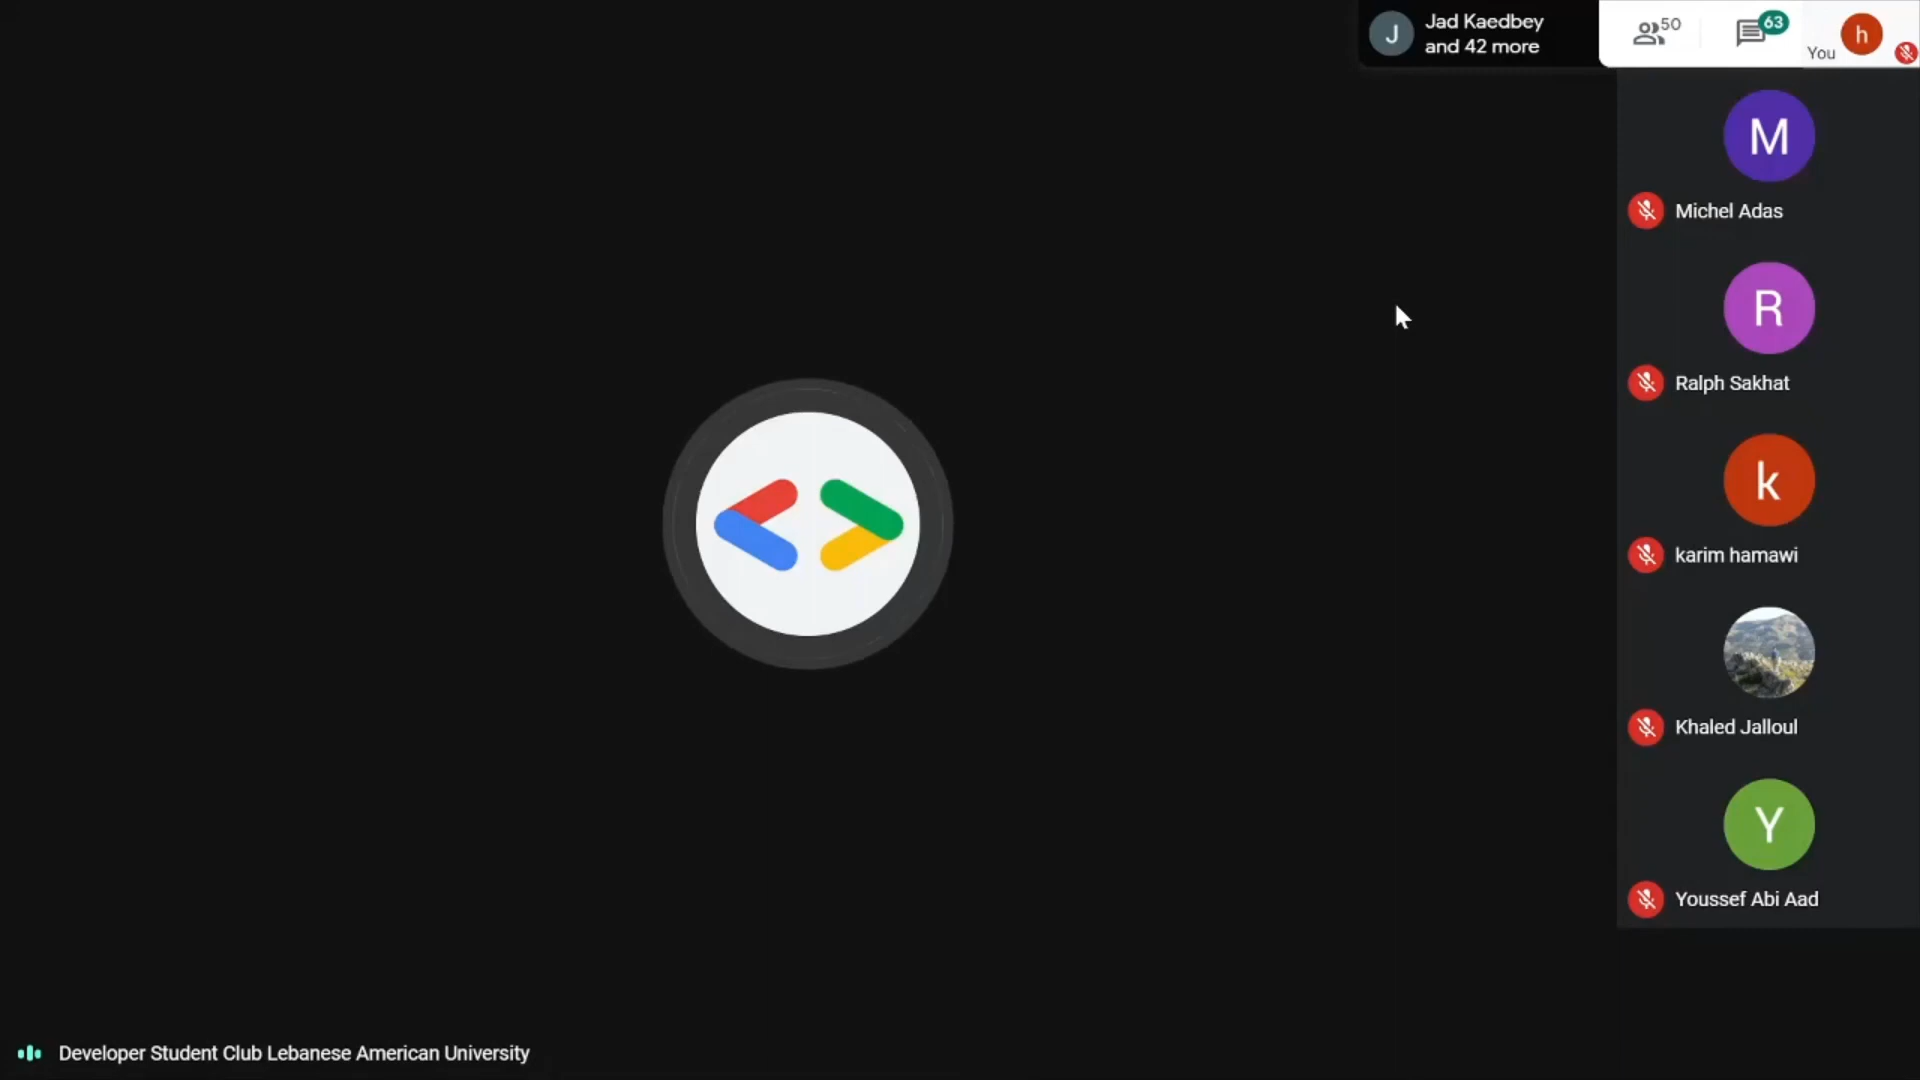 J
Jad Kaedbey
and 42 more
50
63
You
h
M
Michel Adas
R
Ralph Sakhat
k
karim hamawi
Khaled Jalloul
Y
Youssef Abi Aad
Developer Student Club Lebanese American University